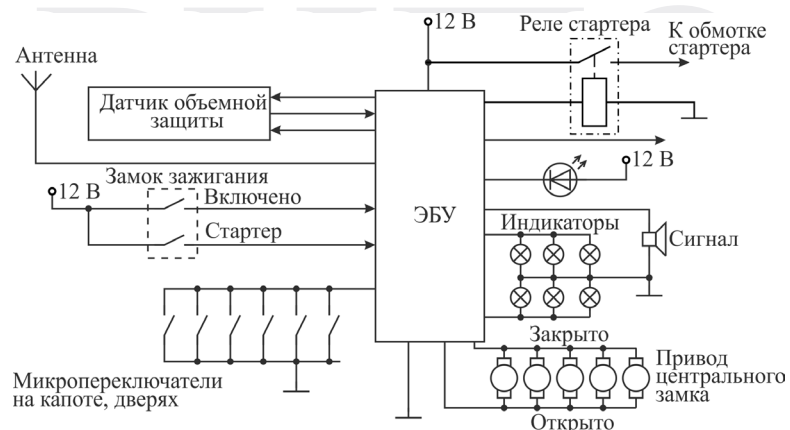 12 В
Реле стартера
К обмотке
стартера
Антенна
Датчик объемной
защиты
Замок зажигания
12 В
Включено
Стартер
ЭБУ
12 В
Индикаторы
Сигнал
Закрыто
Привод
центрального
замка
Открыто
Микропереключатели
на капоте, дверях